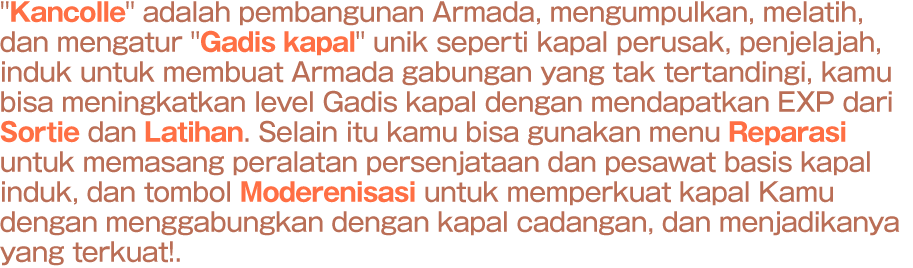 "Kancolle" adalah pembangunan Armada, mengumpulkan, melatih,
dan mengatur "Gadis kapal" unik seperti kapal perusak, penjelajah,
induk untuk membuat Armada gabungan yang tak tertandingi, kamu
bisa meningkatkan level Gadis kapal dengan mendapatkan EXP dari
Sortie dan Latihan. Selain itu kamu bisa gunakan menu Reparasi
untuk memasang peralatan persenjataan dan pesawat basis kapal
induk, dan tombol Moderenisasi untuk memperkuat kapal Kamu
dengan menggabungkan dengan kapal cadangan, dan menjadikanya
yang terkuat!.